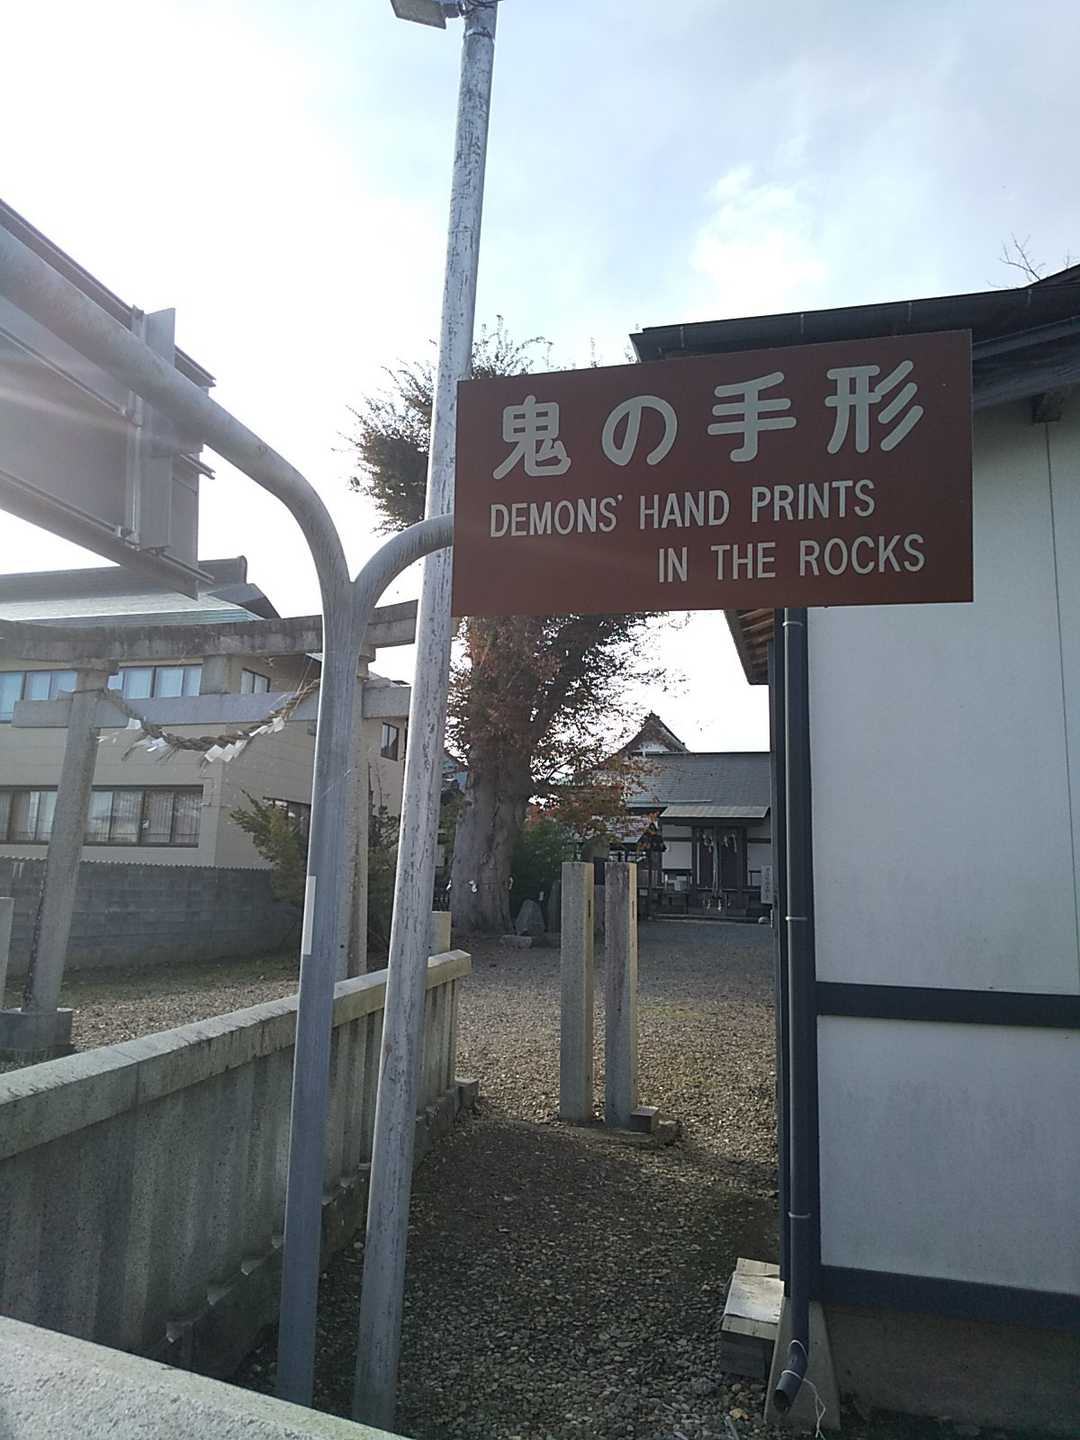 鬼の手形
DEMONS' HAND PRINTS
IN THE ROCKS